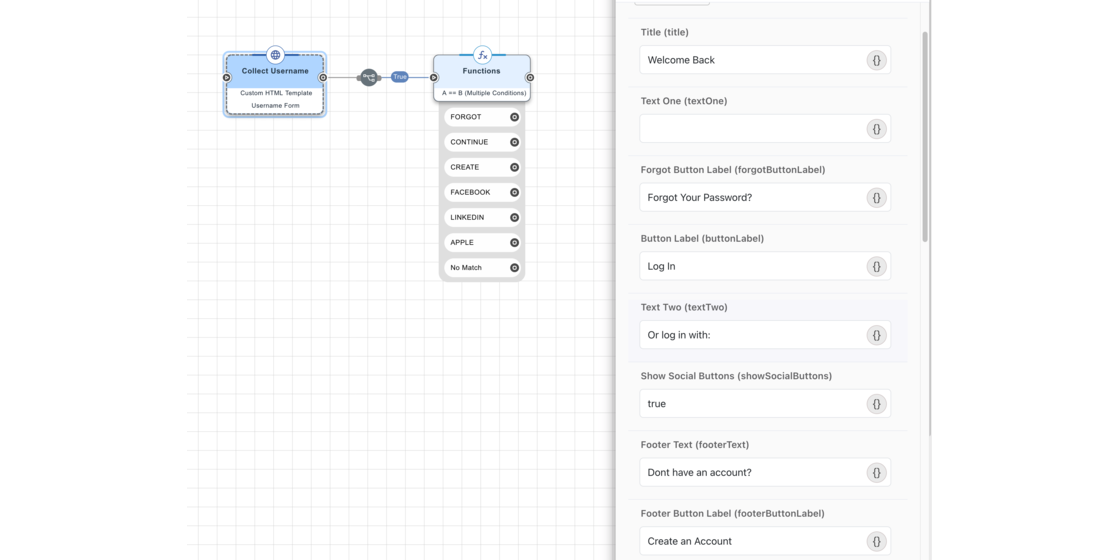 Collect Username
Custom HTML Template
Username Form
True
Functions
A == B (Multiple Conditions)
FORGOT
CONTINUE
CREATE
FACEBOOK
LINKEDIN
APPLE
No Match
Title (title)
Welcome Back
{}
Text One (textOne)
{}
Forgot Button Label (forgotButtonLabel)
Forgot Your Password?
{}
Button Label (buttonLabel)
Log In
{}
Text Two (textTwo)
Or log in with:
{}
Show Social Buttons (showSocialButtons)
true
{}
Footer Text (footerText)
Dont have an account?
{}
Footer Button Label (footerButtonLabel)
Create an Account
{}